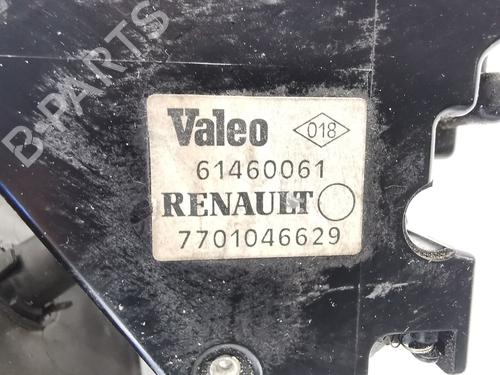 Valeo 018
61460061
RENAULT
7701046629
B-PARTS